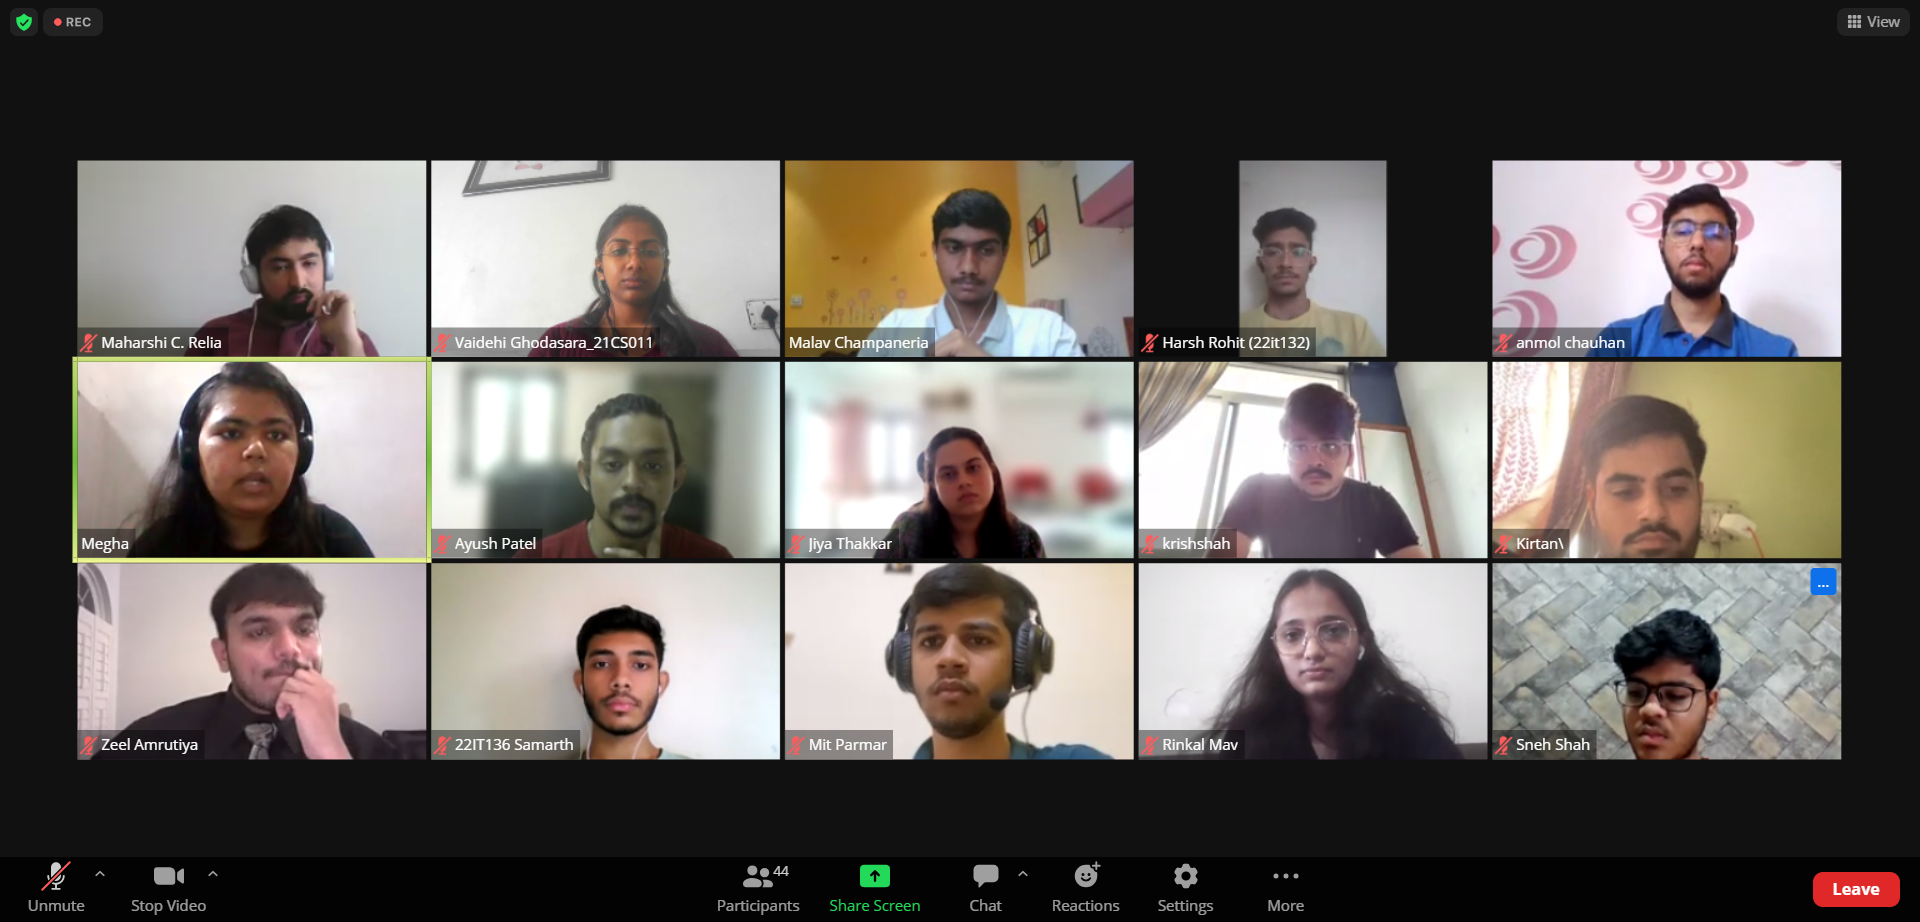 REC
View
Maharshi C. Relia
Vaidehi Ghodasara_21CS011
Malav Champaneria
Harsh Rohit (22it132)
anmol chauhan
Megha
Ayush Patel
Jiya Thakkar
krishshah
Kirtan\
...
Zeel Amrutiya
22IT136 Samarth
Mit Parmar
Rinkal Mav
Sneh Shah
44
Unmute
Stop Video
Participants
Share Screen
Chat
Reactions
Settings
More
Leave